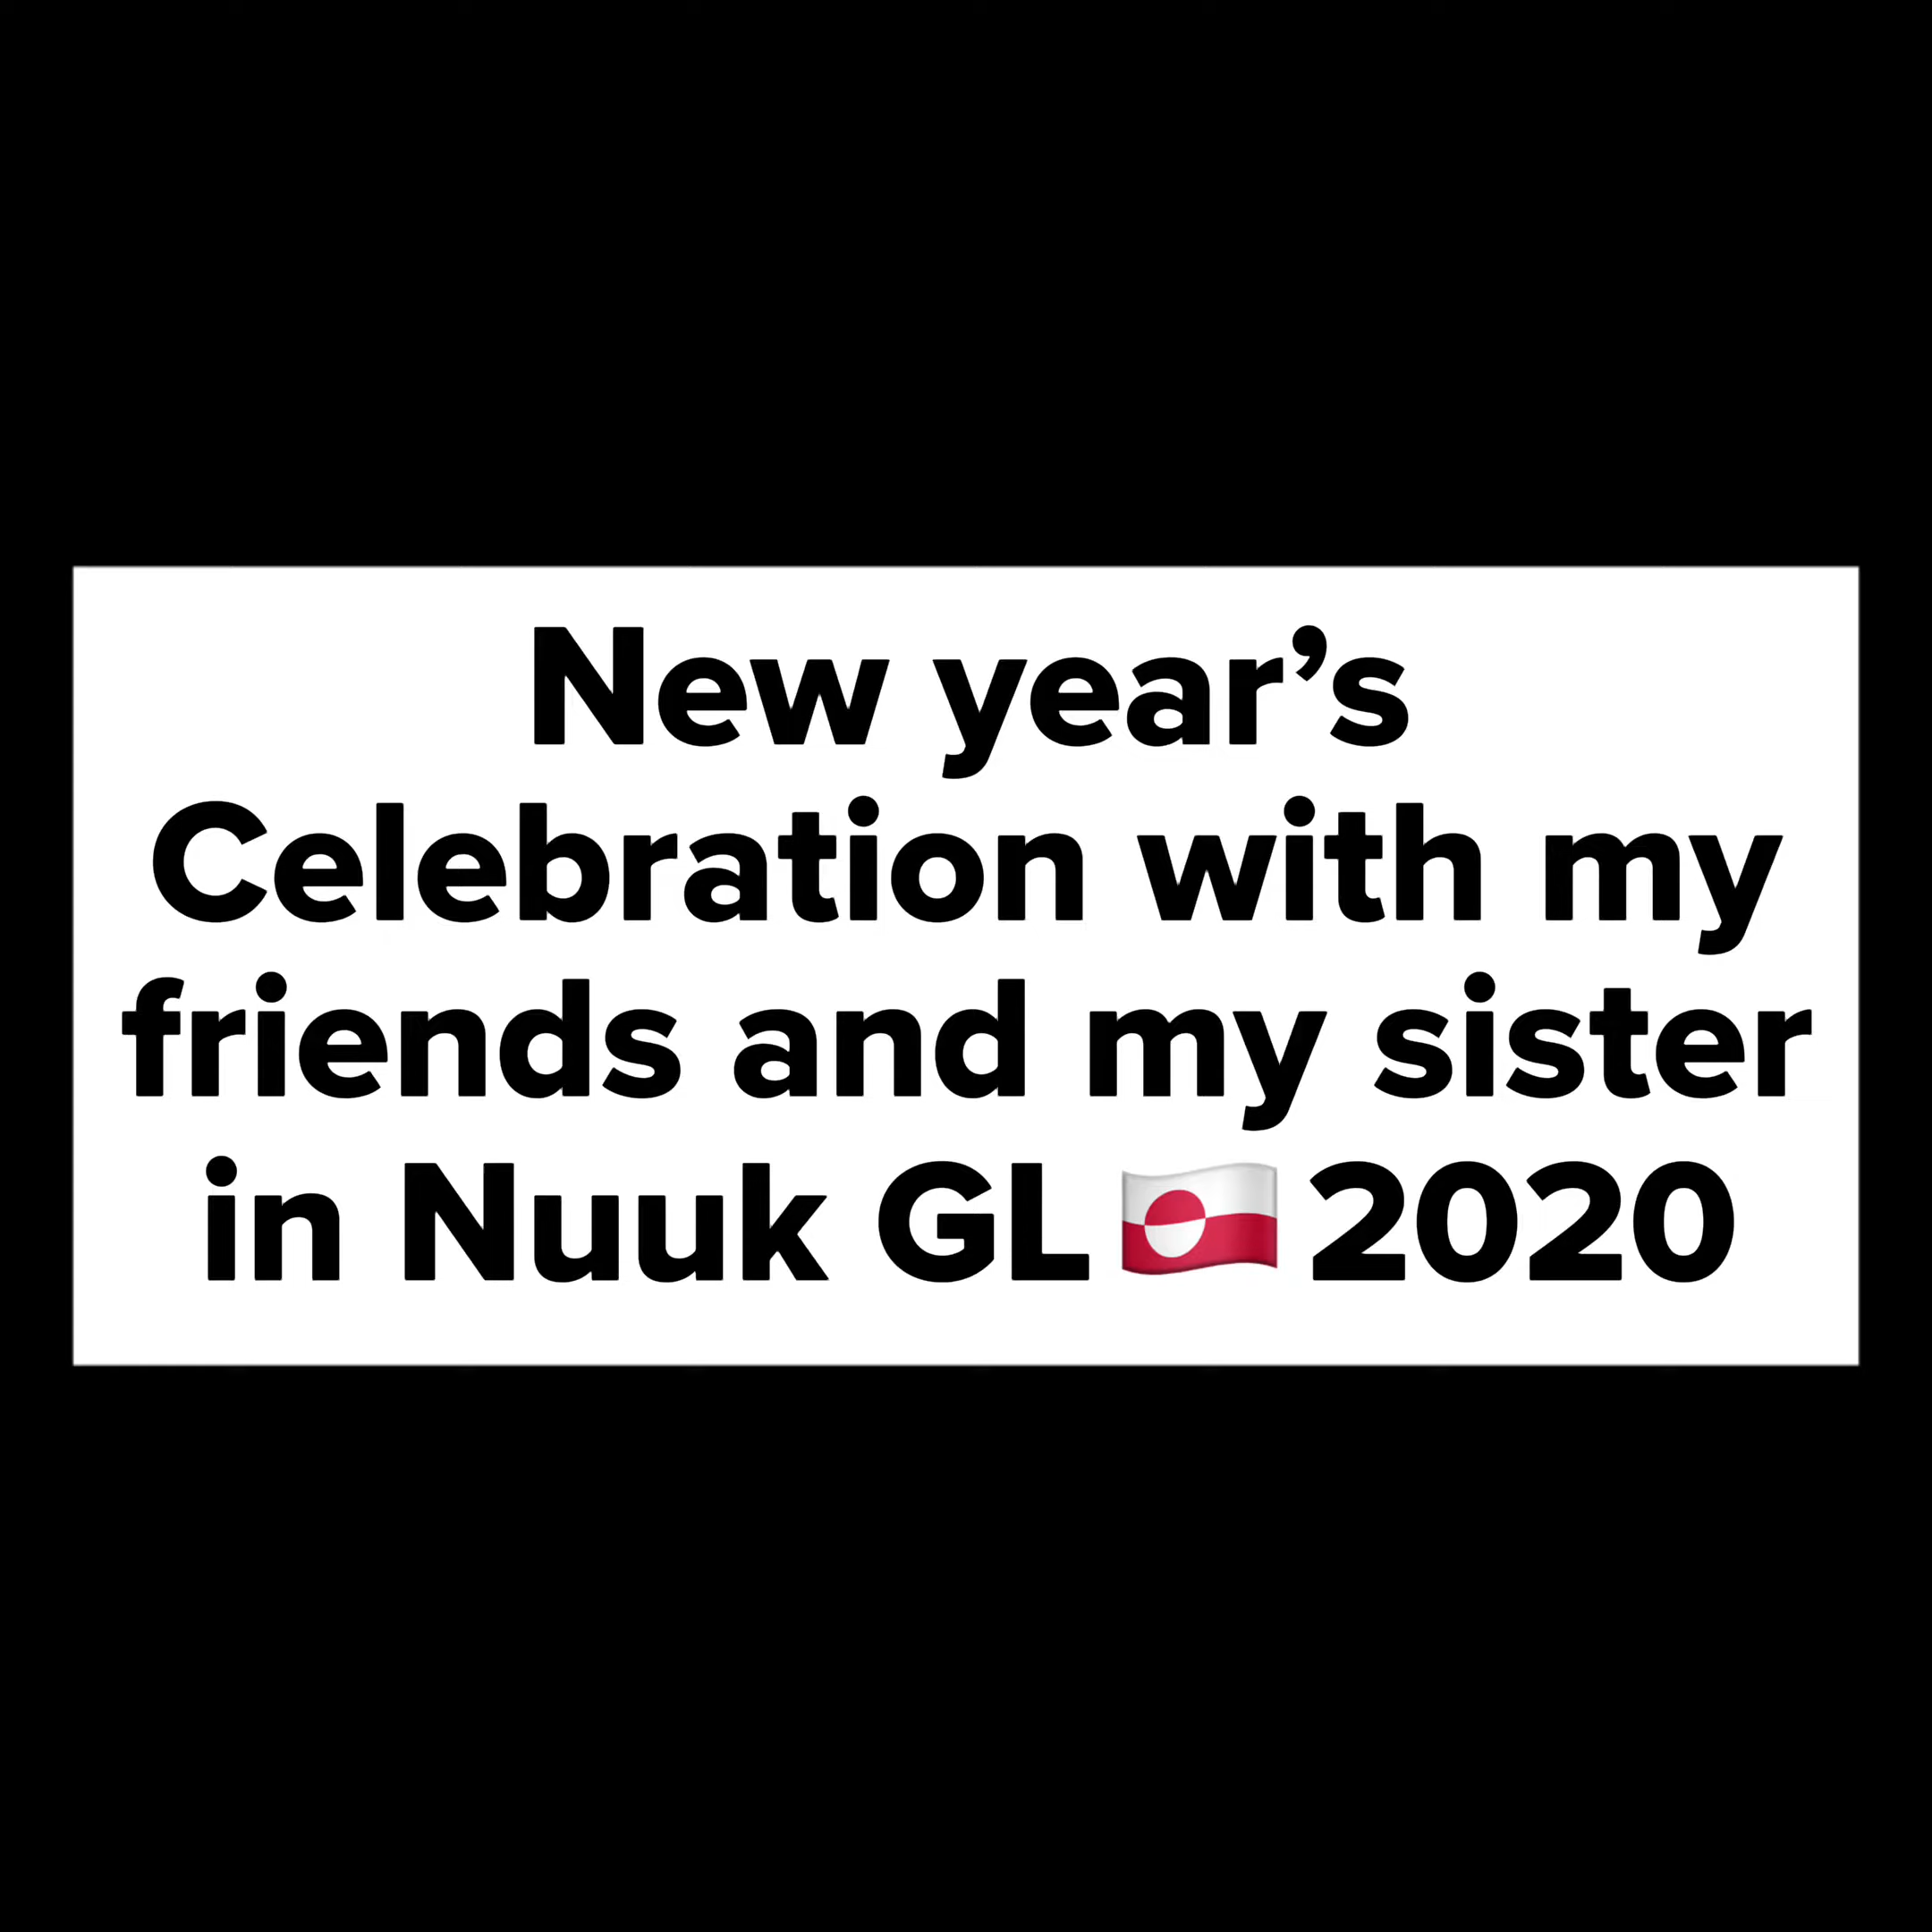 New year’s
Celebration with my
friends and my sister
in Nuuk GL🇬🇱2020